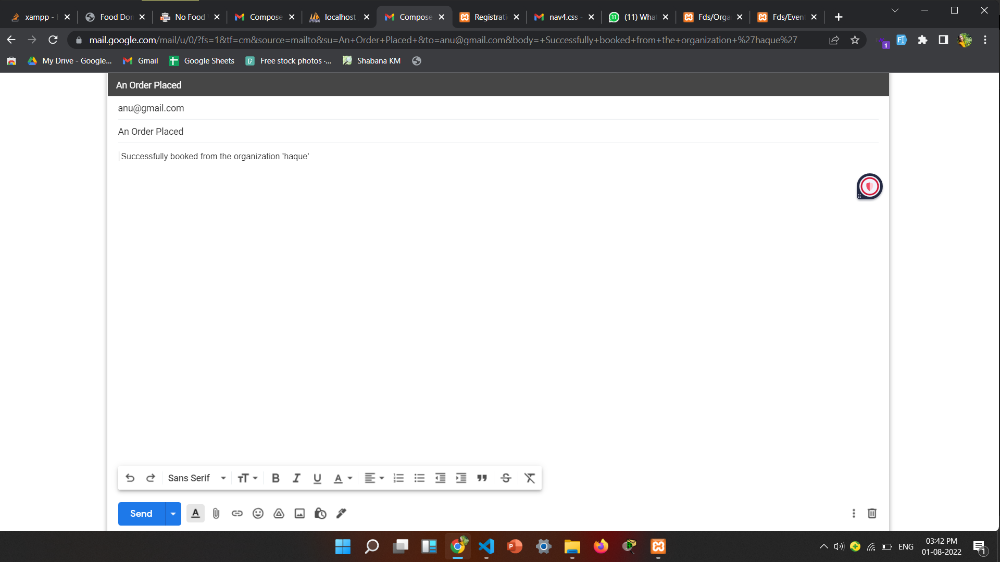 xampp -
Food Don
No Food
Compose
localhost
Compose
Registrati
nav4.css -
(11) What
Fds/Orga
Fds/Event
mail.google.com/mail/u/0/?fs=1&tf=cm&source=mailto&su=An+Order+Placed+&to=anu@gmail.com&body=+Successfully+booked+from+the+organization+%27haque%27
1
My Drive - Google...
Gmail
Google Sheets
Free stock photos ·...
Shabana KM
An Order Placed
anu@gmail.com
An Order Placed
Successfully booked from the organization 'haque'
Sans Serif
Send
ENG
03:42 PM
01-08-2022
1